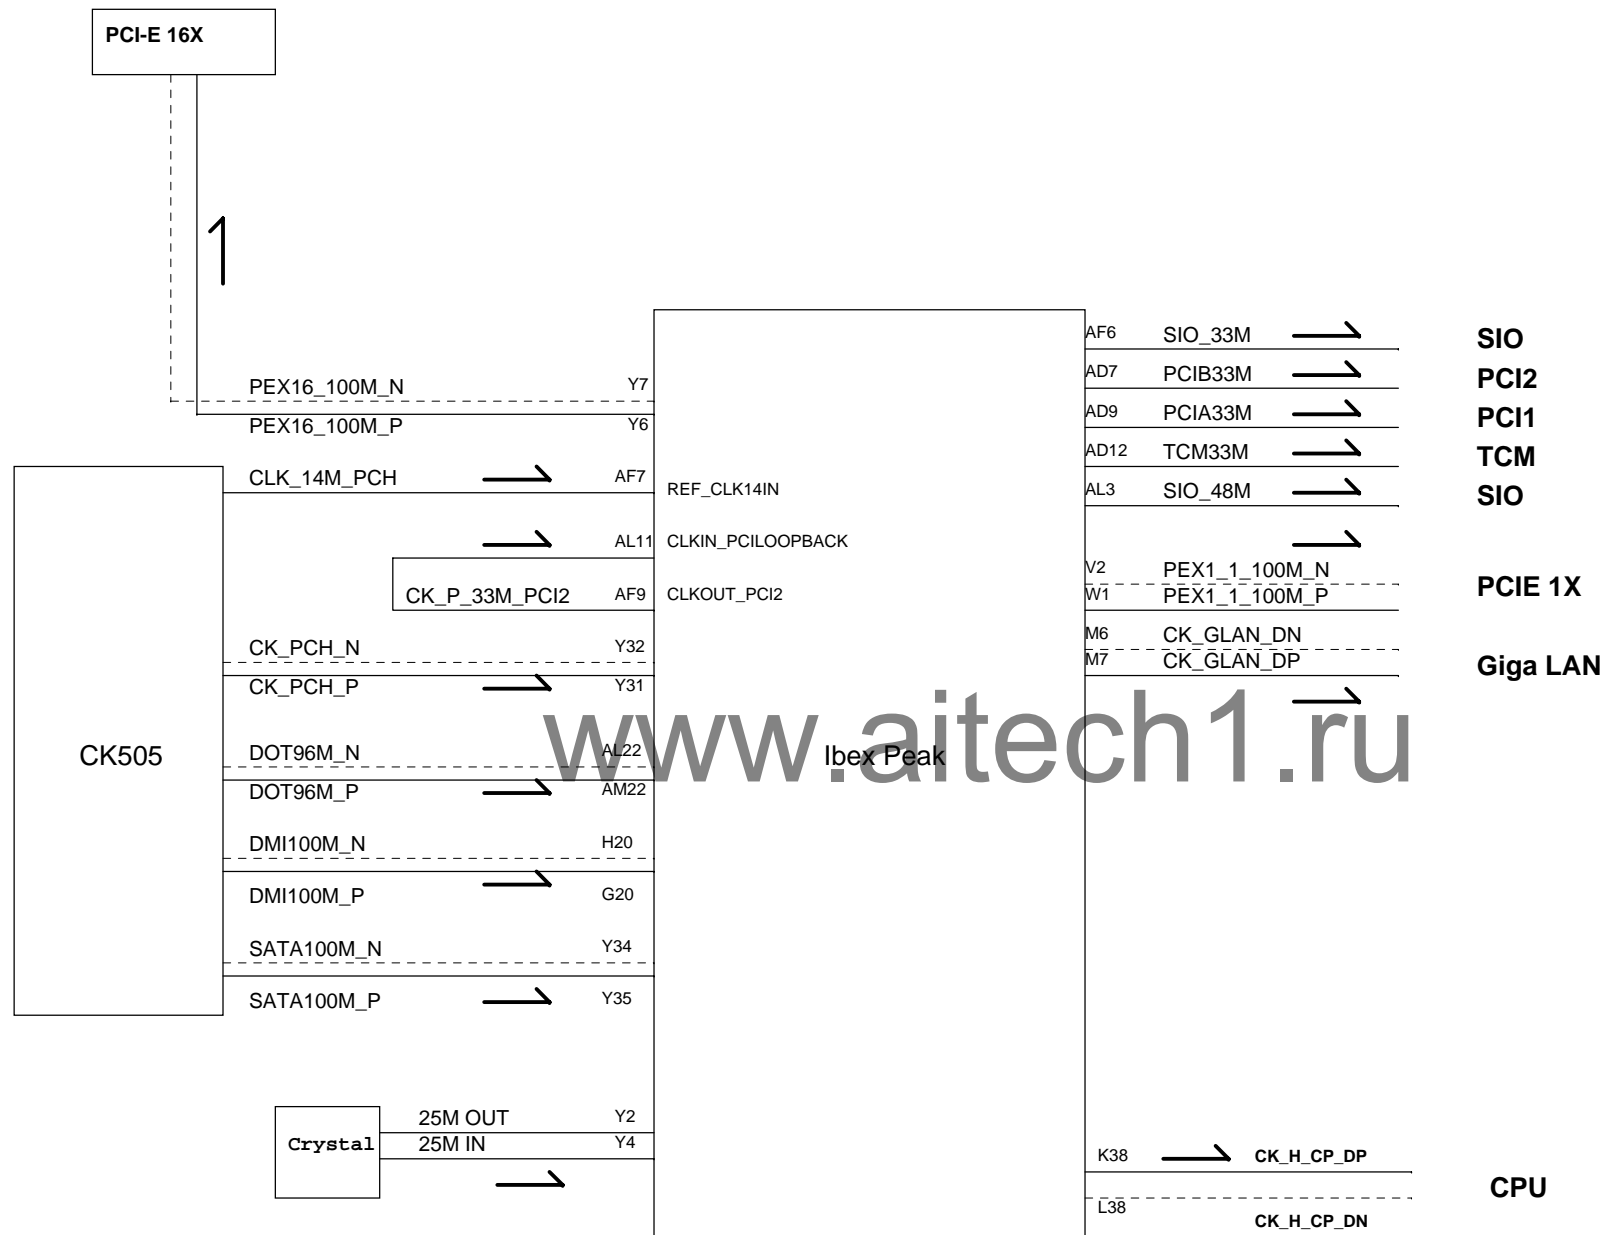 PCI-E 16X
PEX16_100M_N Y7
PEX16_100M_P Y6
CLK_14M_PCH AF7 REF_CLK14IN
AL11 CLKIN_PCILOOPBACK
CK_P_33M_PCI2 AF9 CLKOUT_PCI2
CK_PCH_N Y32
CK_PCH_P Y31
CK505
DOT96M_N AL22
DOT96M_P AM22
DMI100M_N H20
DMI100M_P G20
SATA100M_N Y34
SATA100M_P Y35
Crystal
25M OUT Y2
25M IN Y4
Ibex Peak
www.aitech1.ru
AF6 SIO_33M SIO
AD7 PCIB33M PCI2
AD9 PCIA33M PCI1
AD12 TCM33M TCM
AL3 SIO_48M SIO
V2 PEX1_1_100M_N
W1 PEX1_1_100M_P
PCIE 1X
M6 CK_GLAN_DN
M7 CK_GLAN_DP
Giga LAN
K38 CK_H_CP_DP
CPU
L38
CK_H_CP_DN